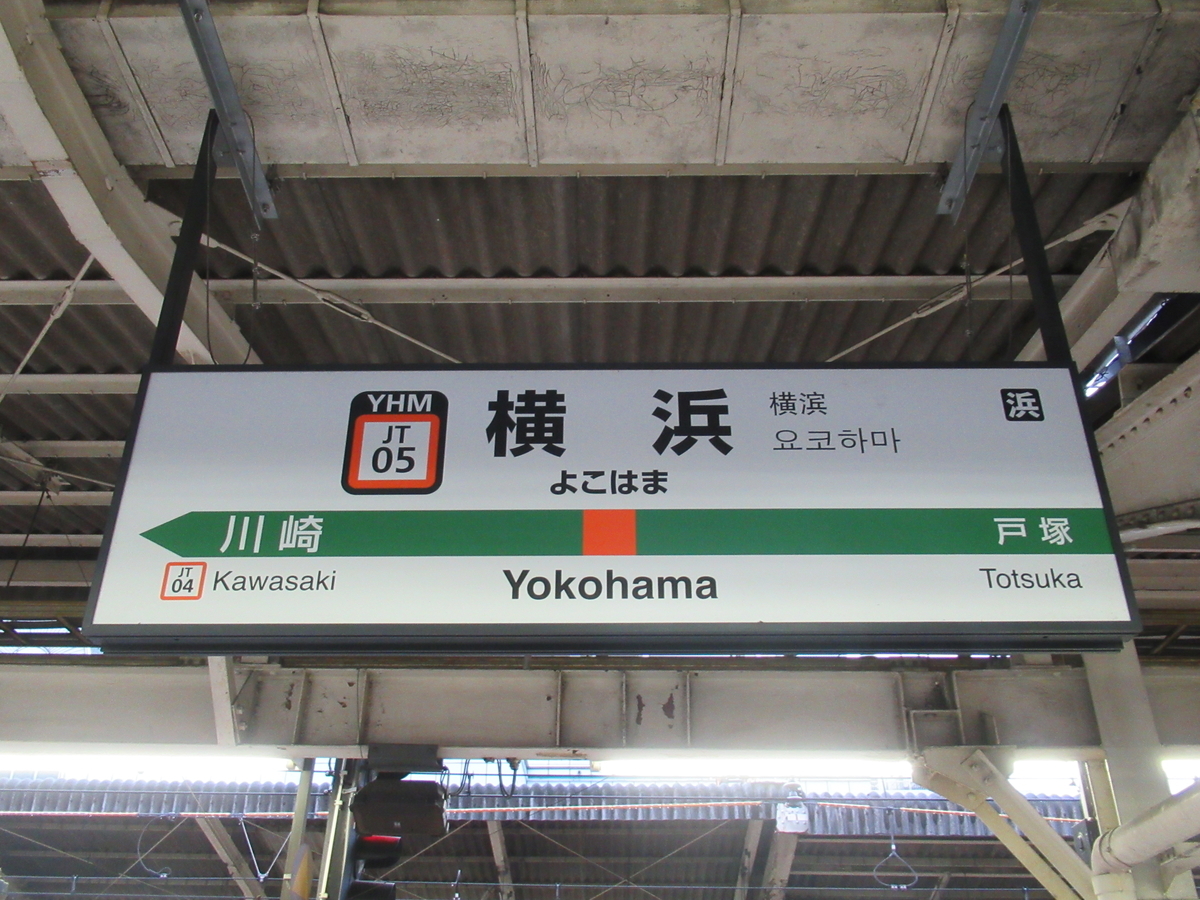 YHM
JT
05
横浜
横滨
요코하마
浜
よこはま
川崎
戸塚
JT
04
Kawasaki
Yokohama
Totsuka